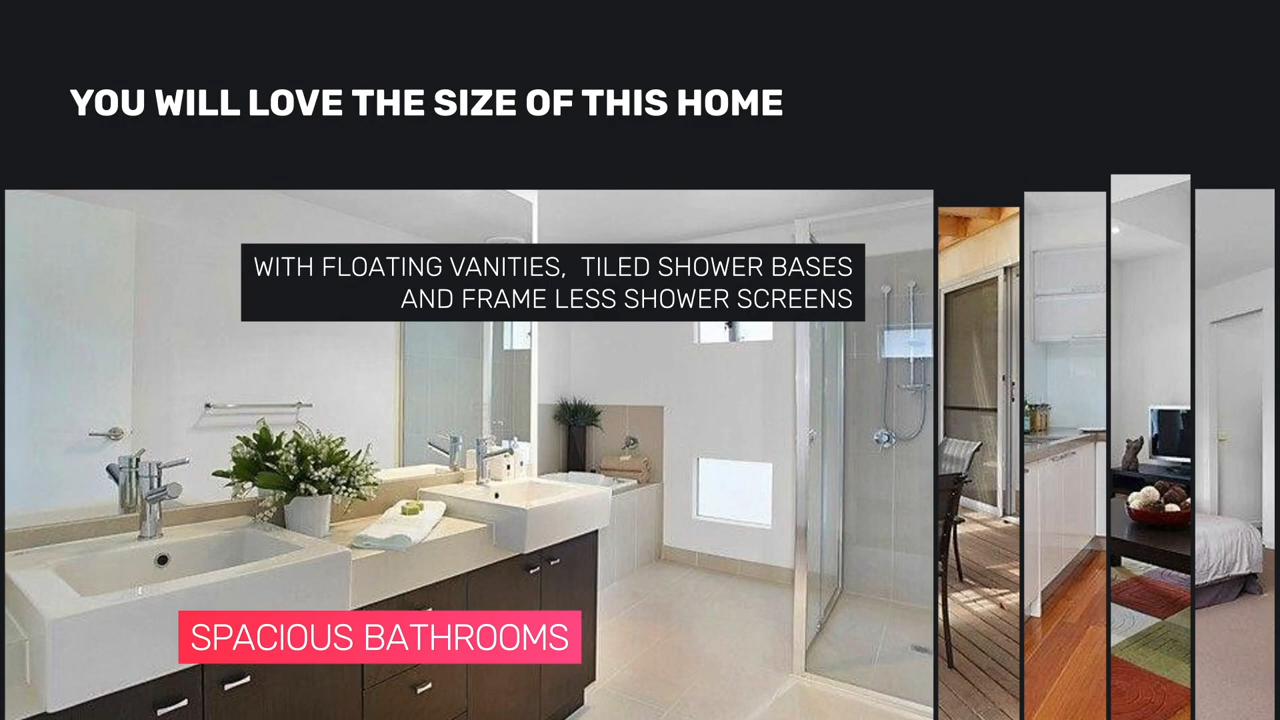 YOU WILL LOVE THE SIZE OF THIS HOME
WITH FLOATING VANITIES,  TILED SHOWER BASES
AND FRAME LESS SHOWER SCREENS
SPACIOUS BATHROOMS